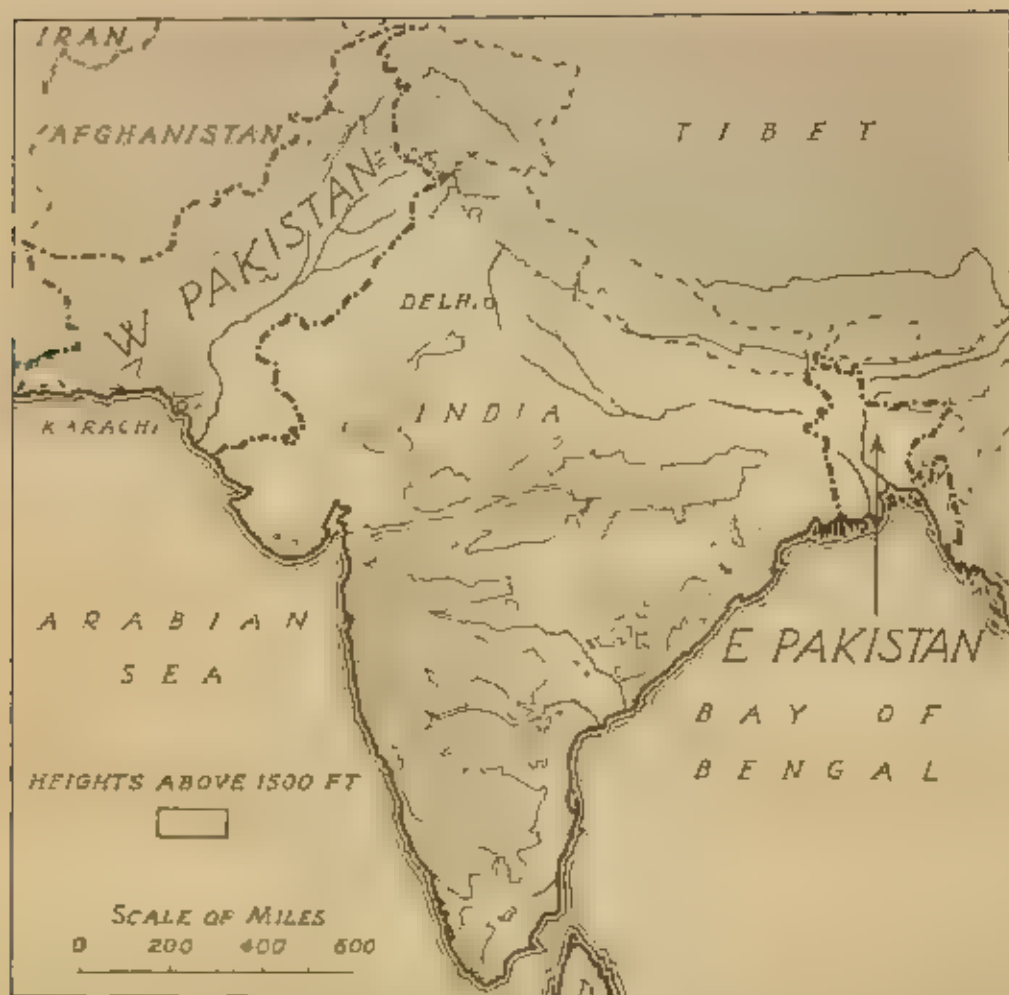 IRAN
AFGHANISTAN
TIBET
W PAKISTAN
DELHI
INDIA
KARACHI
ARABIAN
SEA
E PAKISTAN
BAY OF
BENGAL
HEIGHTS ABOVE 1500 FT
SCALE OF MILES
0 200 400 600